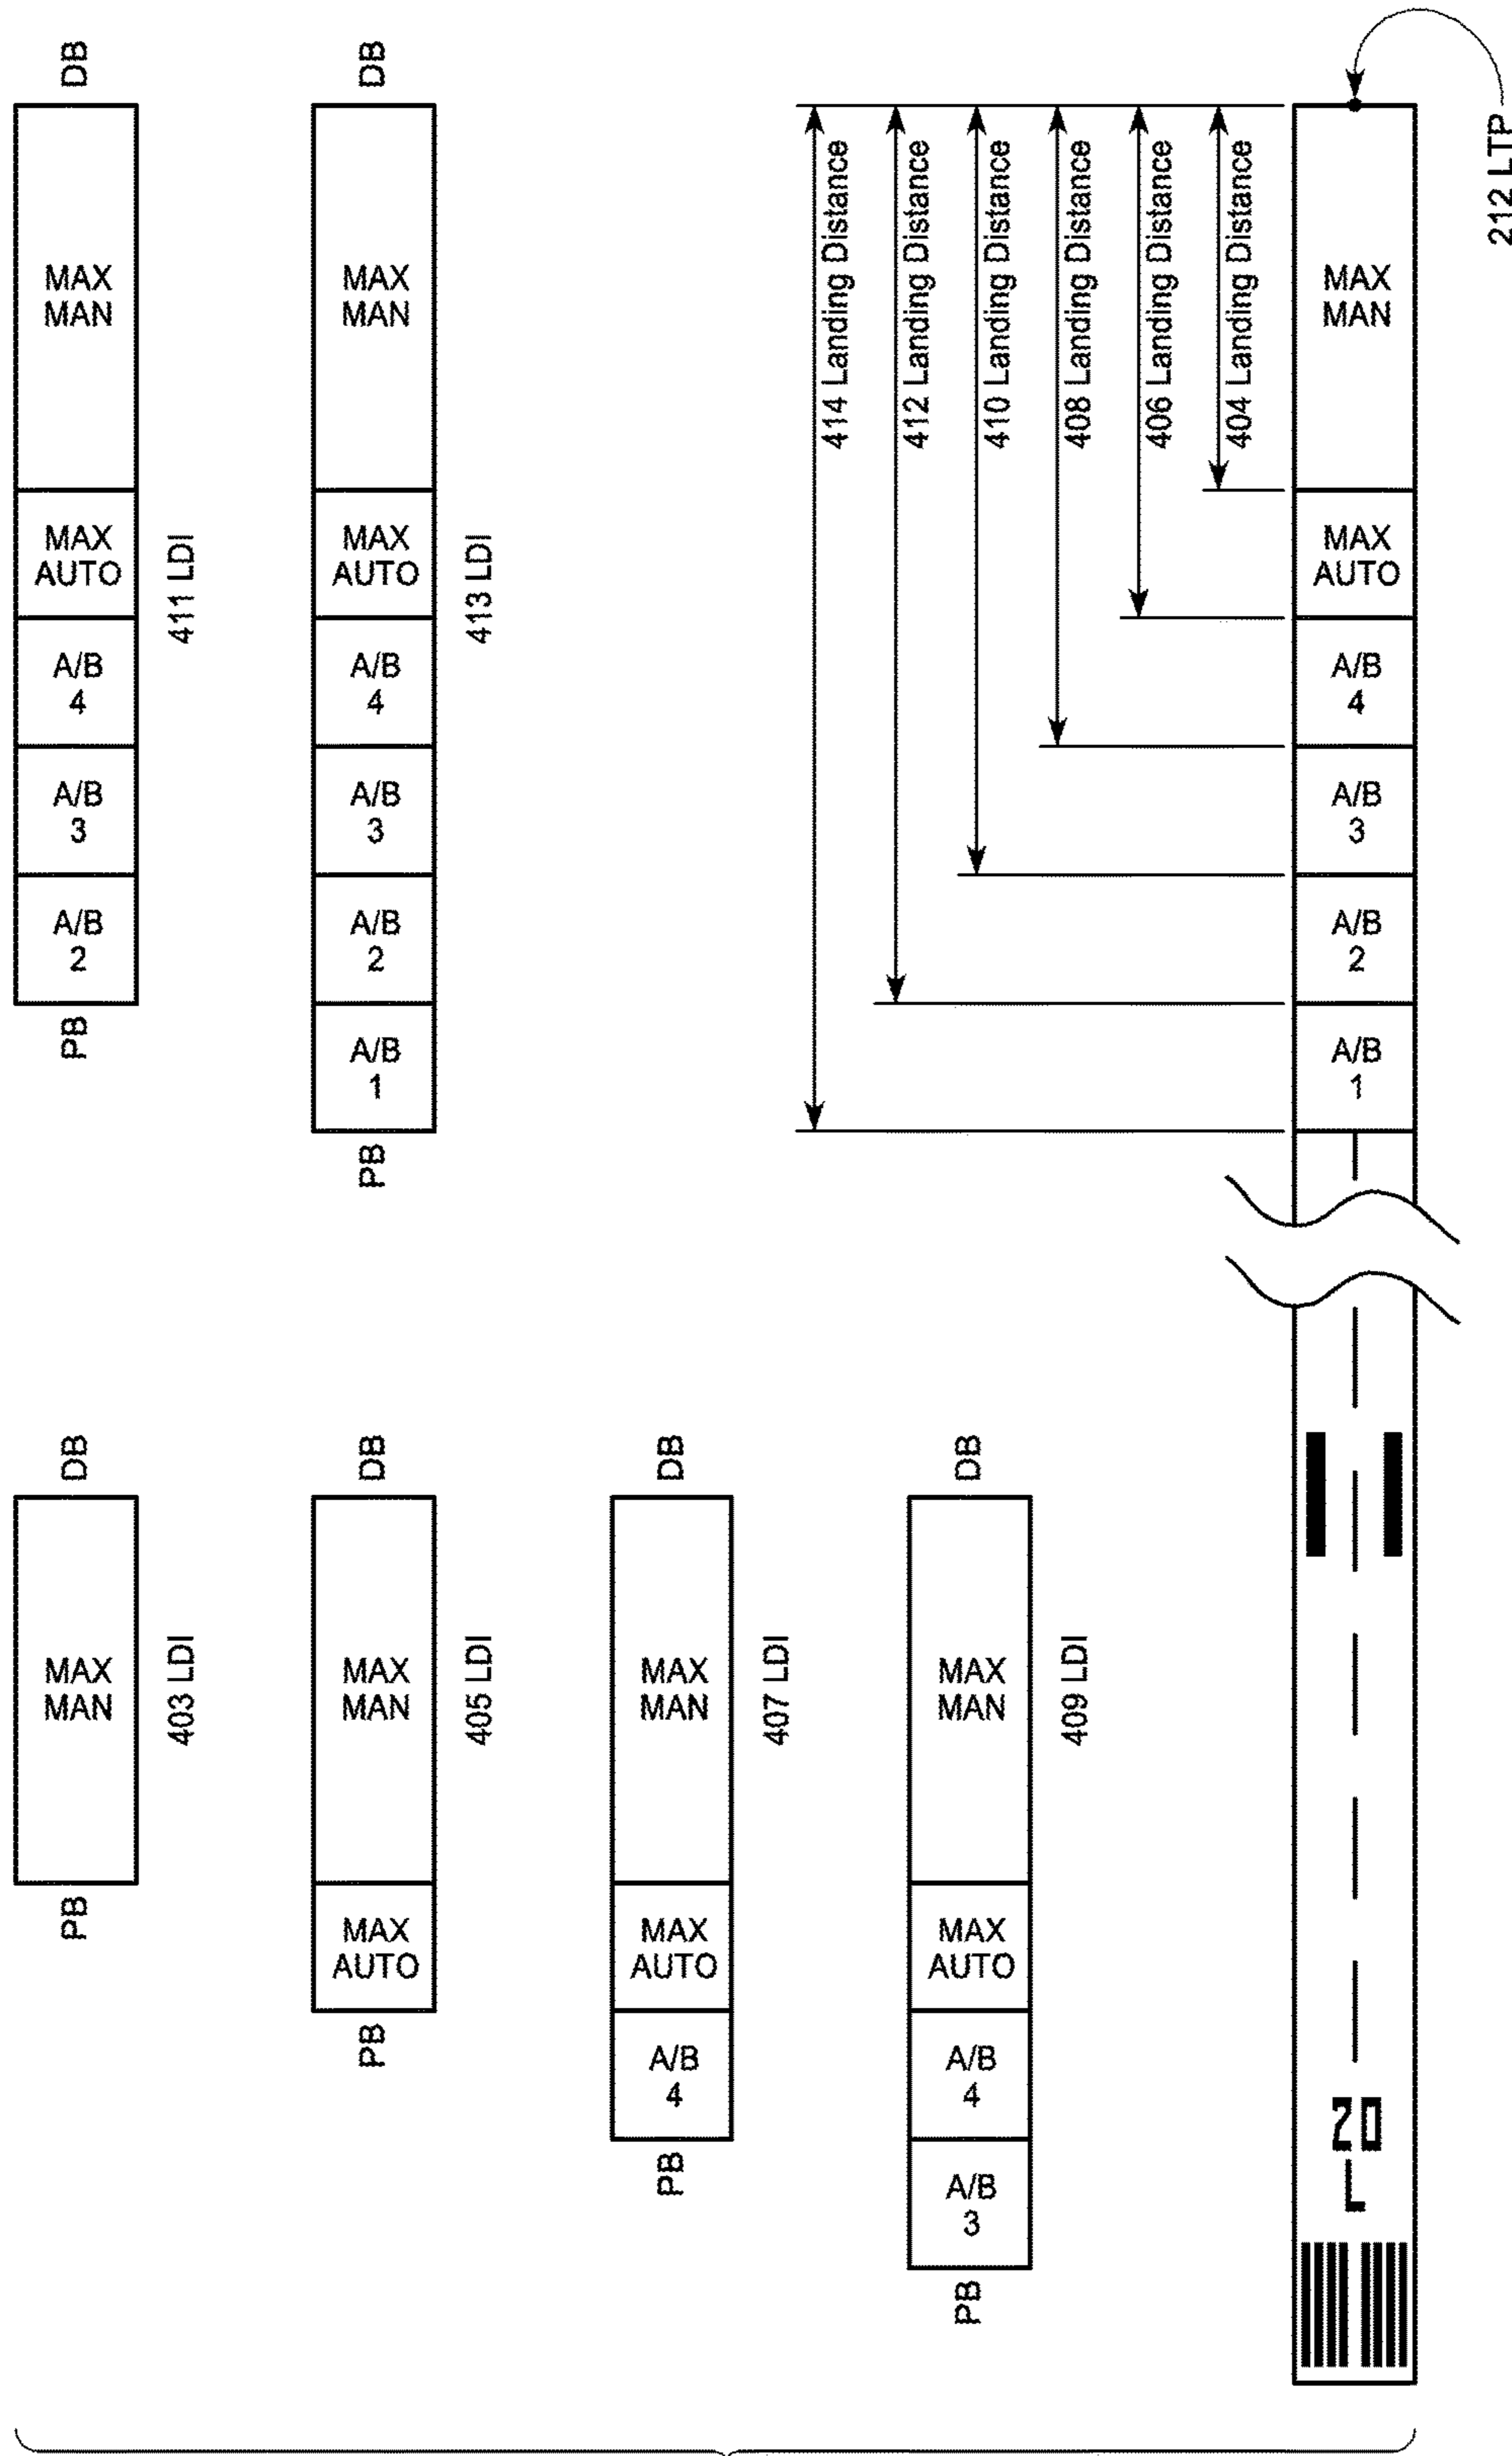 DB
MAX
MAN
MAX
AUTO
A/B
4
A/B
3
A/B
2
PB
411 LDI
DB
MAX
MAN
MAX
AUTO
A/B
4
A/B
3
A/B
2
A/B
1
PB
413 LDI
414 Landing Distance
412 Landing Distance
410 Landing Distance
408 Landing Distance
406 Landing Distance
404 Landing Distance
212 LTP
MAX
MAN
MAX
AUTO
A/B
4
A/B
3
A/B
2
A/B
1
DB
MAX
MAN
PB
403 LDI
DB
MAX
MAN
MAX
AUTO
PB
405 LDI
DB
MAX
MAN
MAX
AUTO
A/B
4
PB
407 LDI
DB
MAX
MAN
MAX
AUTO
A/B
4
A/B
3
PB
409 LDI
20
L